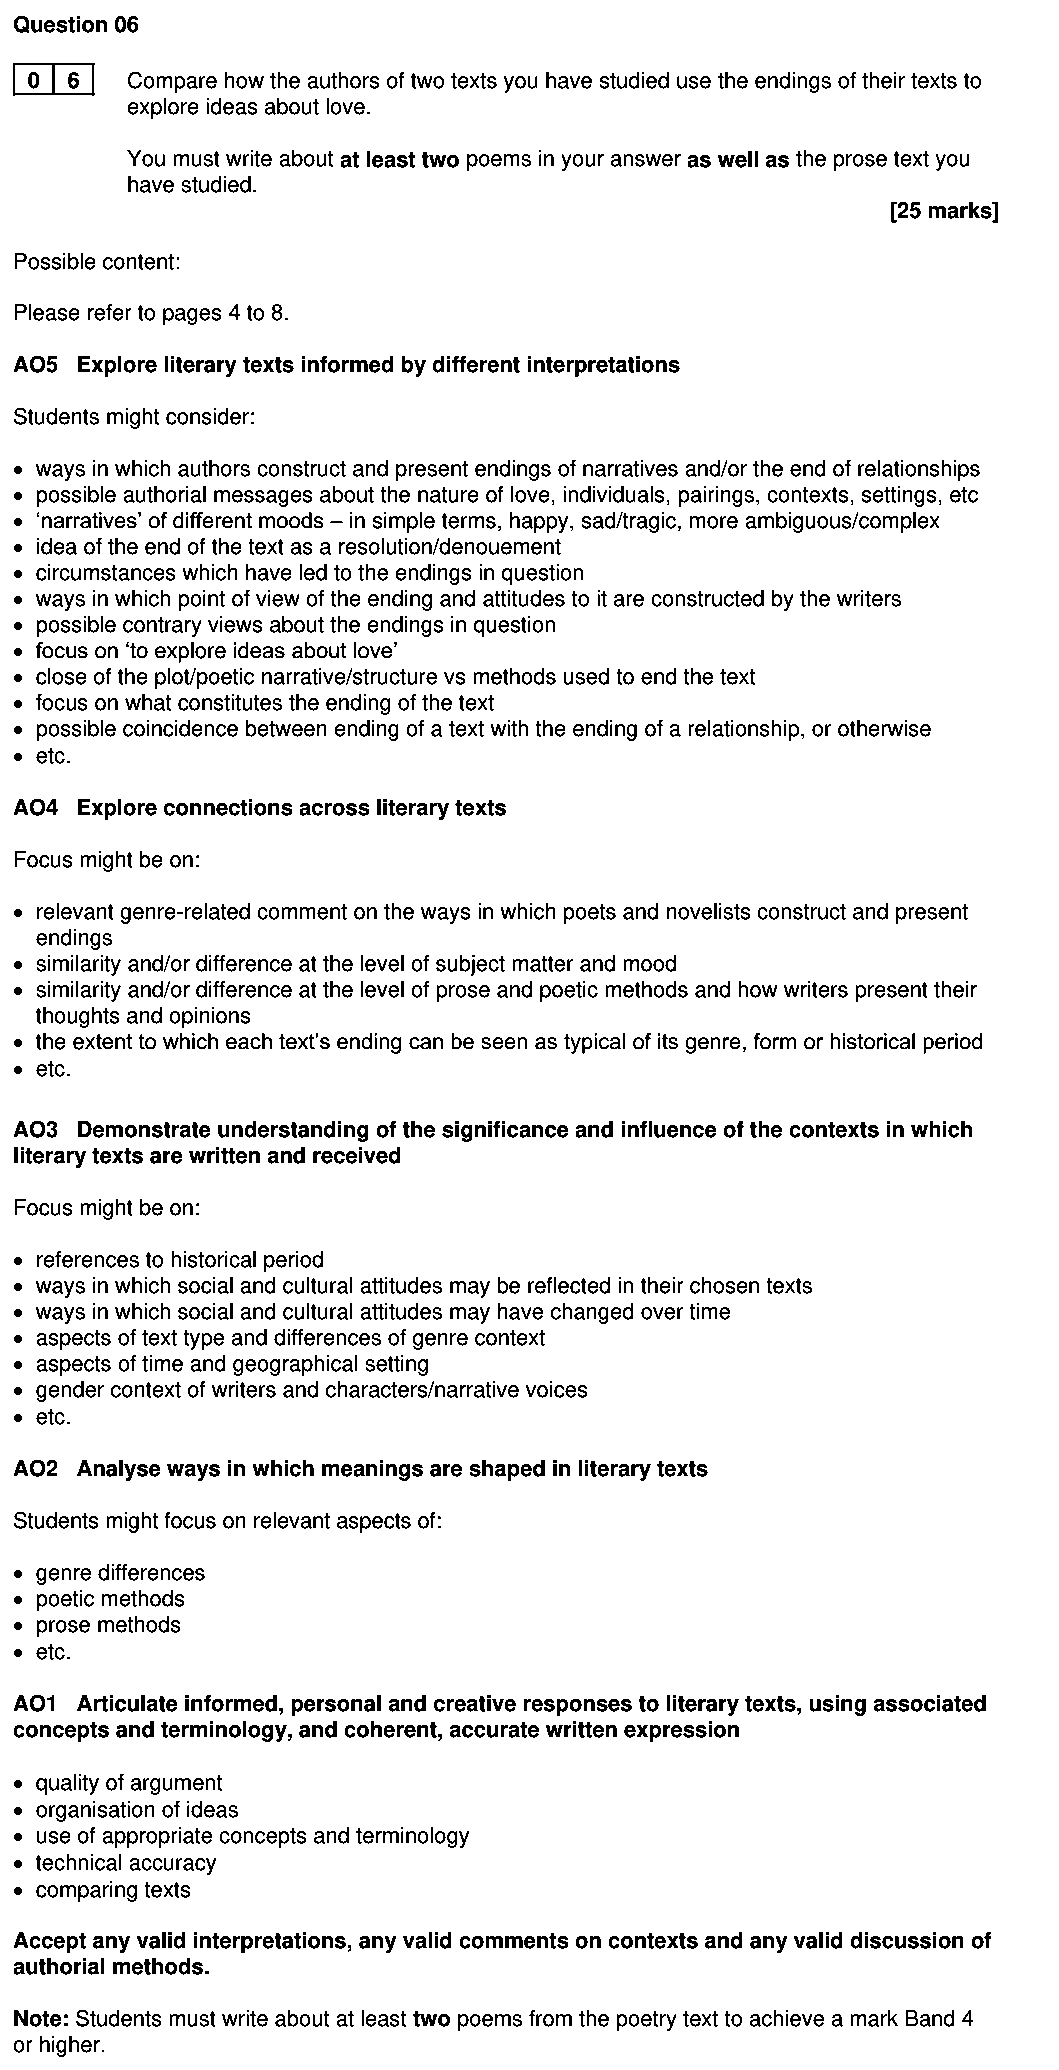 Question 06
0 6 Compare how the authors of two texts you have studied use the endings of their texts to
explore ideas about love.
You must write about at least two poems in your answer as well as the prose text you
have studied.
[25 marks]
Possible content:
Please refer to pages 4 to 8.
AO5 Explore literary texts informed by different interpretations
Students might consider:
• ways in which authors construct and present endings of narratives and/or the end of relationships
• possible authorial messages about the nature of love, individuals, pairings, contexts, settings, etc
• ‘narratives’ of different moods – in simple terms, happy, sad/tragic, more ambiguous/complex
• idea of the end of the text as a resolution/denouement
• circumstances which have led to the endings in question
• ways in which point of view of the ending and attitudes to it are constructed by the writers
• possible contrary views about the endings in question
• focus on ‘to explore ideas about love’
• close of the plot/poetic narrative/structure vs methods used to end the text
• focus on what constitutes the ending of the text
• possible coincidence between ending of a text with the ending of a relationship, or otherwise
• etc.
AO4 Explore connections across literary texts
Focus might be on:
• relevant genre-related comment on the ways in which poets and novelists construct and present
endings
• similarity and/or difference at the level of subject matter and mood
• similarity and/or difference at the level of prose and poetic methods and how writers present their
thoughts and opinions
• the extent to which each text's ending can be seen as typical of its genre, form or historical period
• etc.
AO3 Demonstrate understanding of the significance and influence of the contexts in which
literary texts are written and received
Focus might be on:
• references to historical period
• ways in which social and cultural attitudes may be reflected in their chosen texts
• ways in which social and cultural attitudes may have changed over time
• aspects of text type and differences of genre context
• aspects of time and geographical setting
• gender context of writers and characters/narrative voices
• etc.
AO2 Analyse ways in which meanings are shaped in literary texts
Students might focus on relevant aspects of:
• genre differences
• poetic methods
• prose methods
• etc.
AO1 Articulate informed, personal and creative responses to literary texts, using associated
concepts and terminology, and coherent, accurate written expression
• quality of argument
• organisation of ideas
• use of appropriate concepts and terminology
• technical accuracy
• comparing texts
Accept any valid interpretations, any valid comments on contexts and any valid discussion of
authorial methods.
Note: Students must write about at least two poems from the poetry text to achieve a mark Band 4
or higher.